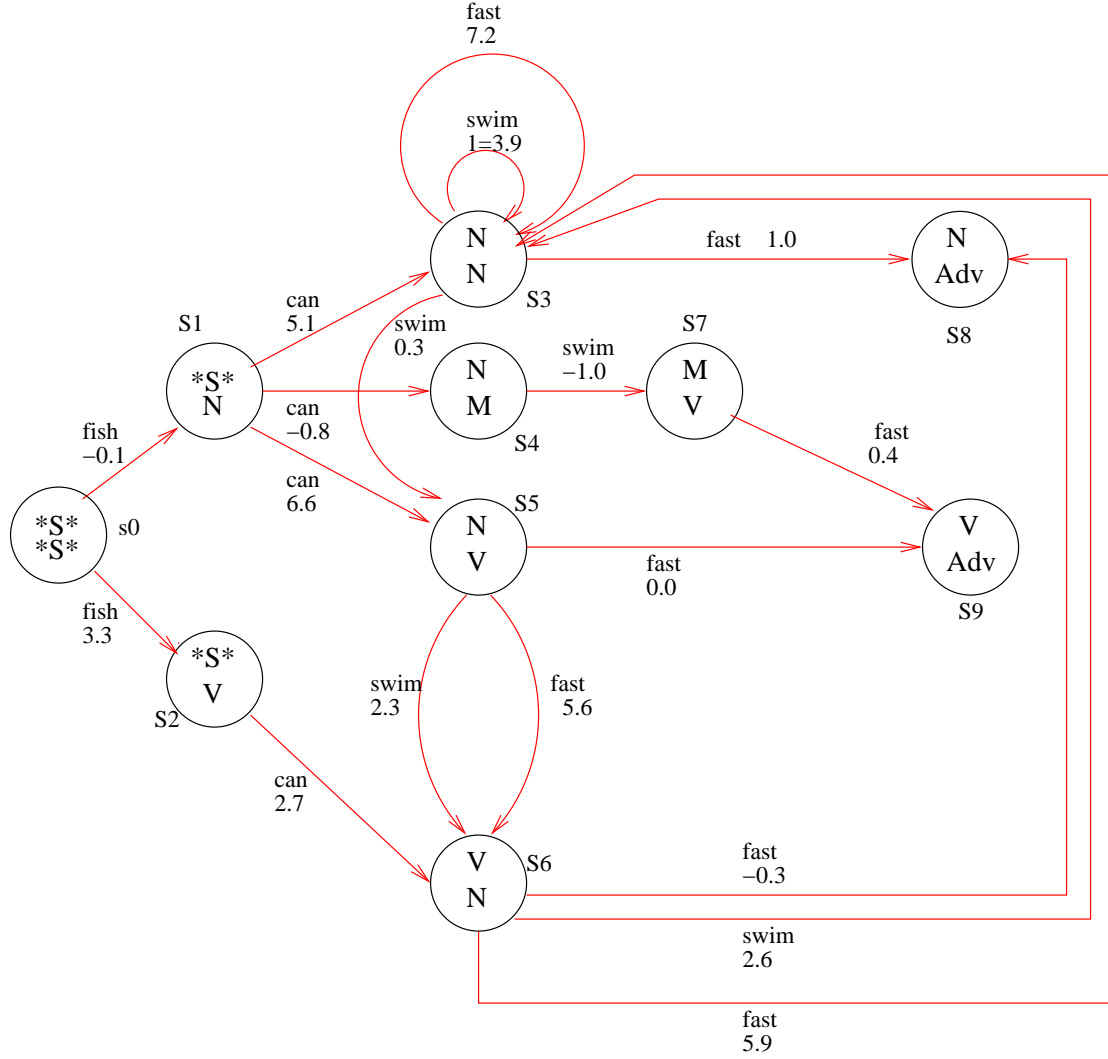 fast
7.2
swim
1=3.9
N
N
S3
fast 1.0
N
Adv
S8
can
5.1
swim
0.3
S1
*S*
N
can
−0.8
N
M
S4
swim
−1.0
S7
M
V
fish
−0.1
can
6.6
fast
0.4
*S*
*S*
s0
S5
N
V
fast
0.0
V
Adv
S9
fish
3.3
*S*
V
S2
swim
2.3
fast
5.6
can
2.7
V
N
S6
fast
−0.3
swim
2.6
fast
5.9